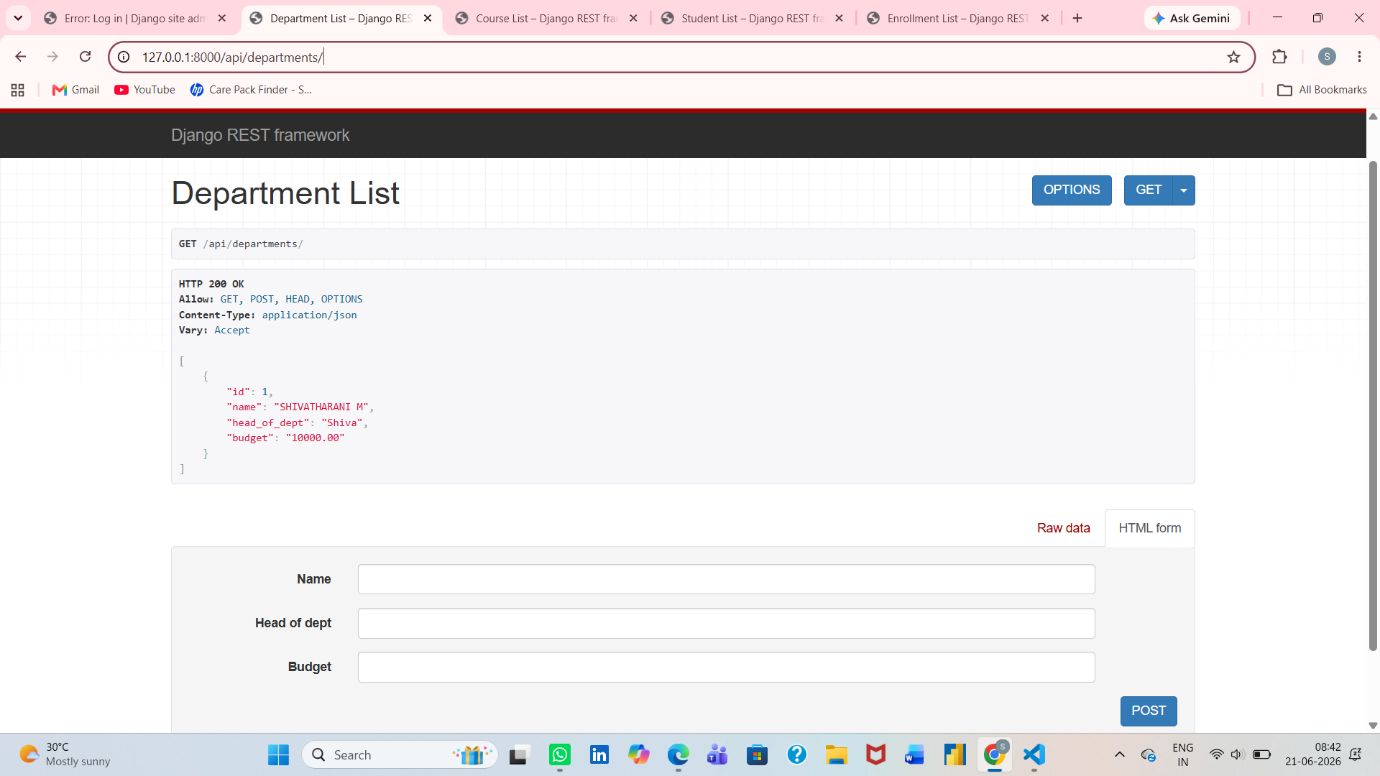 Error: Log in | Django site adm
Department List – Django RES
Course List – Django REST fra
Student List – Django REST fra
Enrollment List – Django REST
Ask Gemini
127.0.0.1:8000/api/departments/
S
Gmail
YouTube
Care Pack Finder - S...
All Bookmarks
Django REST framework
Department List
OPTIONS
GET
GET /api/departments/
HTTP 200 OK
Allow: GET, POST, HEAD, OPTIONS
Content-Type: application/json
Vary: Accept
[
{
"id": 1,
"name": "SHIVATHARANI M",
"head_of_dept": "Shiva",
"budget": "10000.00"
}
]
Raw data
HTML form
Name
Head of dept
Budget
POST
30°C
Mostly sunny
Search
ENG
IN
08:42
21-06-2026